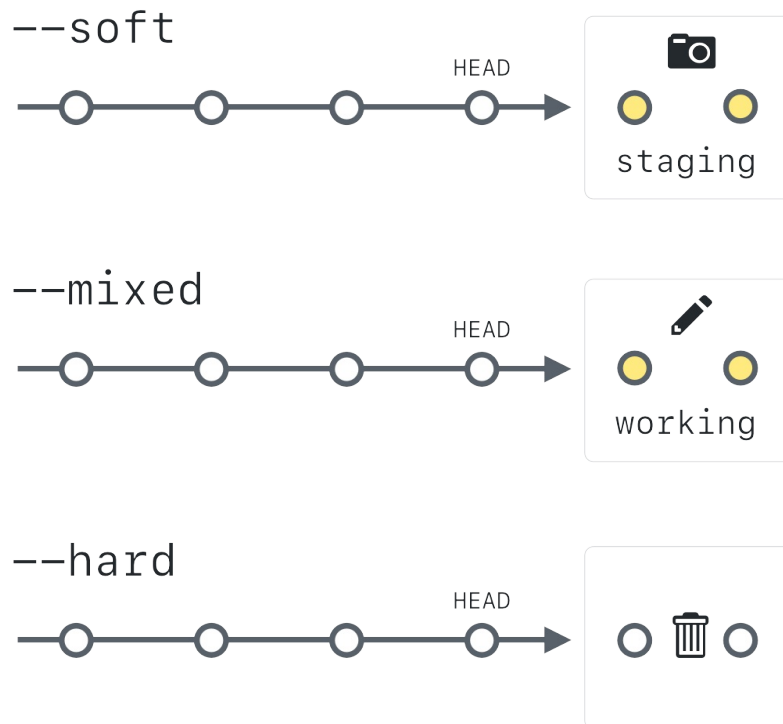 --soft
HEAD
staging
--mixed
HEAD
working
--hard
HEAD